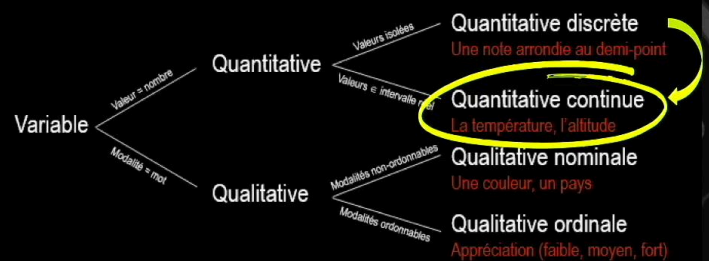 Variable
Valeur = nombre
Modalité = mot
Quantitative
Qualitative
Valeurs isolées
Valeurs ∈ intervalle
Modalités non-ordonnables
Modalités ordonnables
Quantitative discrète
Une note arrondie au demi-point
Quantitative continue
La température, l'altitude
Qualitative nominale
Une couleur, un pays
Qualitative ordinale
Appréciation (faible, moyen, fort)